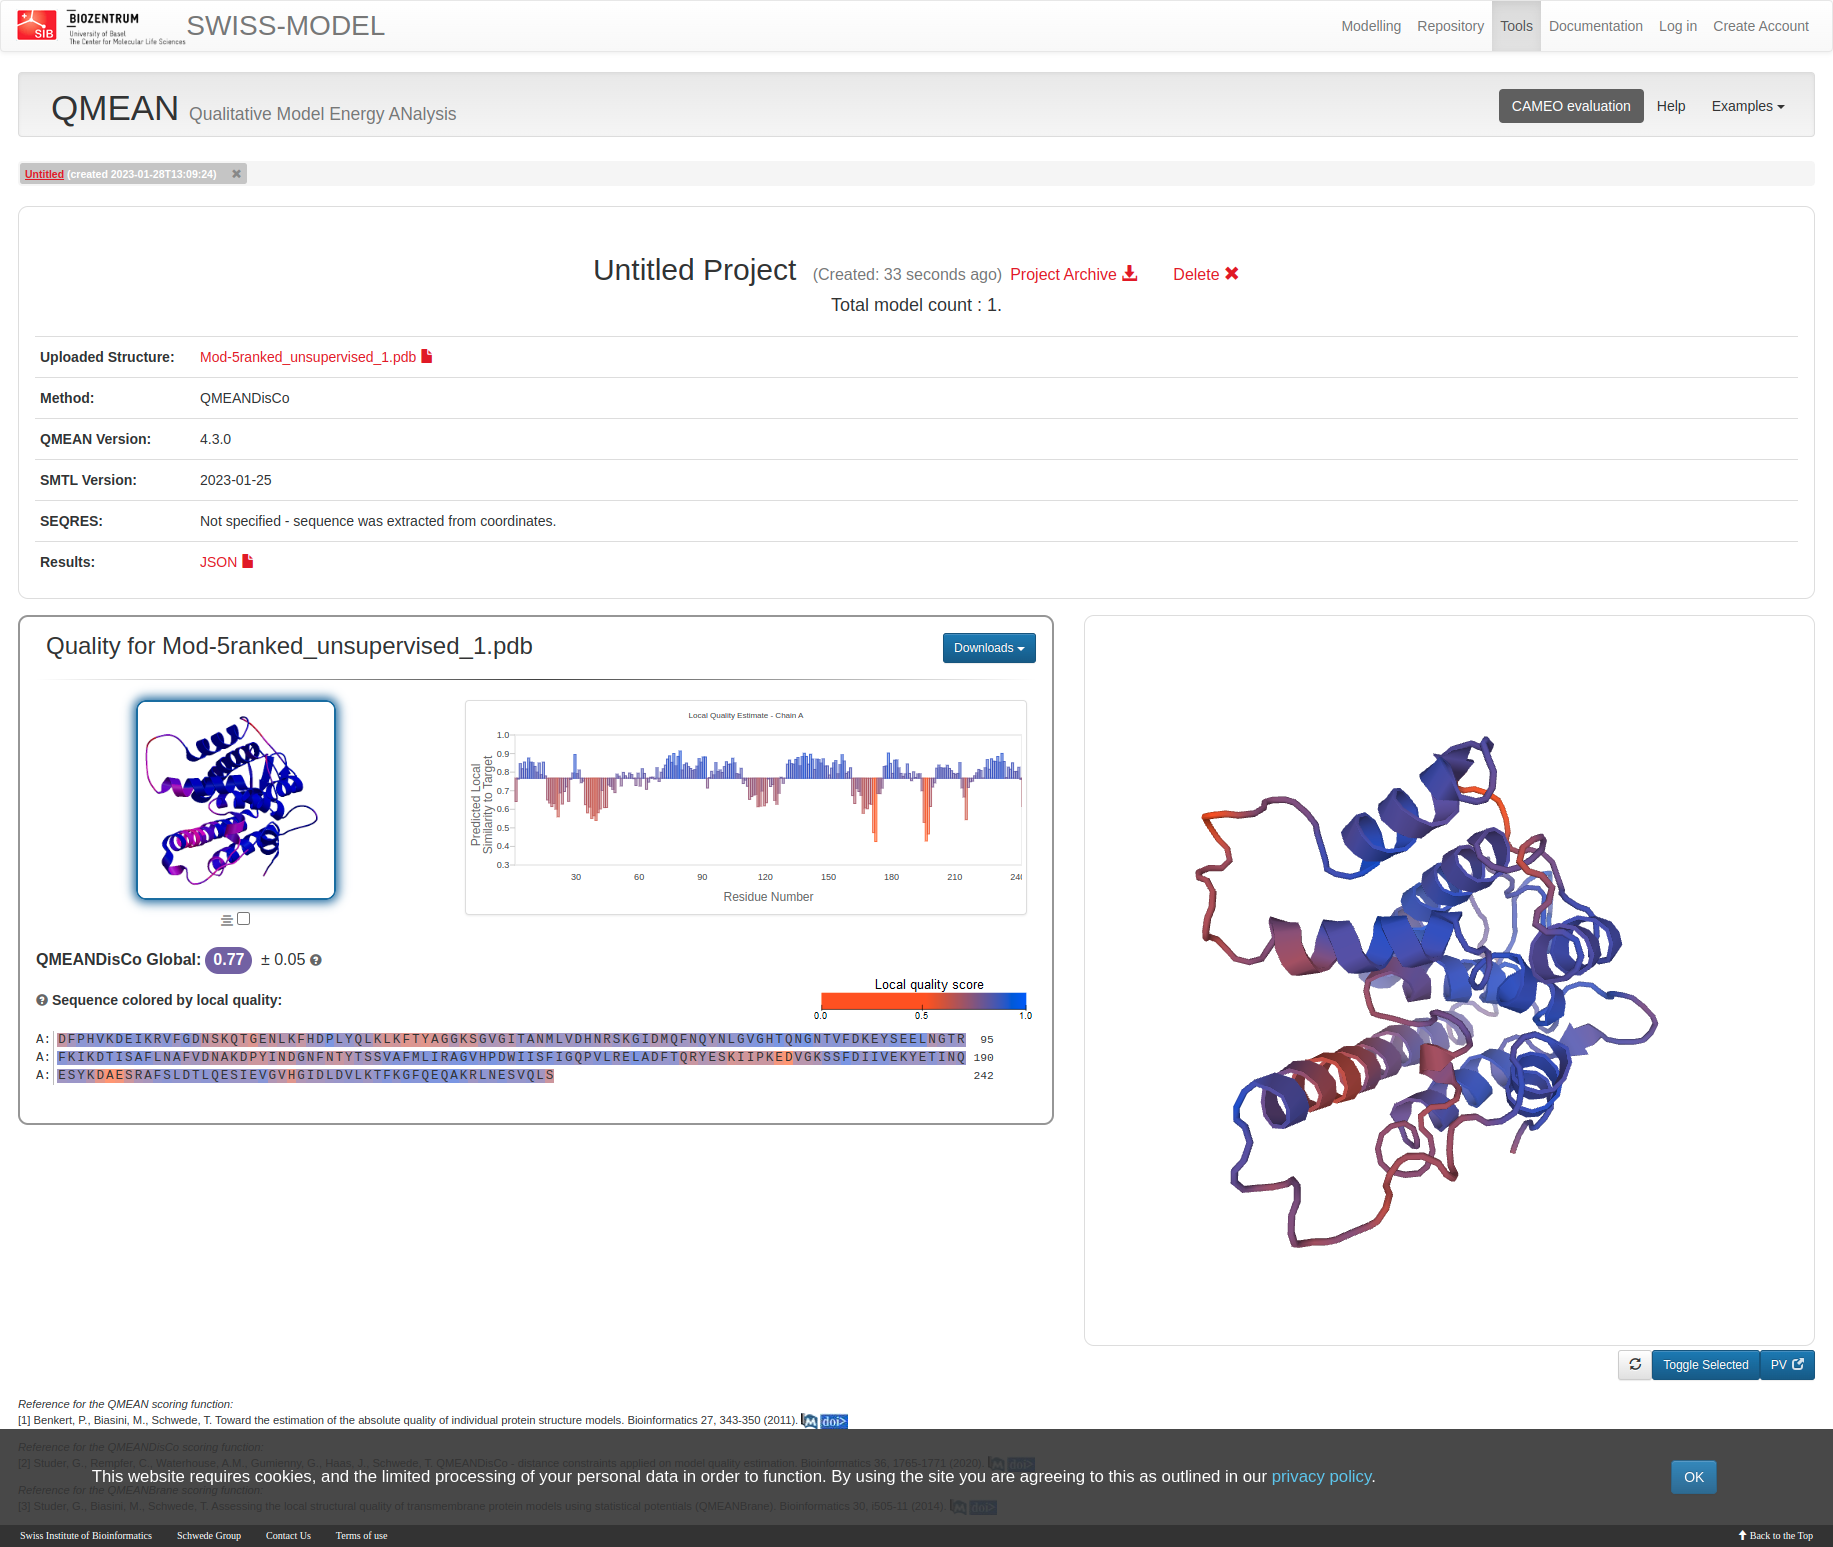 SIB
BIOZENTRUM
University of Basel
The Center for Molecular Life Sciences
SWISS-MODEL
Modelling
Repository
Tools
Documentation
Log in
Create Account
QMEAN Qualitative Model Energy ANalysis
CAMEO evaluation
Help
Examples
Untitled (created 2023-01-28T13:09:24)
Untitled Project (Created: 33 seconds ago) Project Archive Delete
Total model count : 1.
Uploaded Structure: Mod-5ranked_unsupervised_1.pdb
Method: QMEANDisCo
QMEAN Version: 4.3.0
SMTL Version: 2023-01-25
SEQRES: Not specified - sequence was extracted from coordinates.
Results: JSON
Quality for Mod-5ranked_unsupervised_1.pdb
Downloads
Local Quality Estimate - Chain A
Predicted Local
Similarity to Target
1.0
0.9
0.8
0.7
0.6
0.5
0.4
0.3
30 60 90 120 150 180 210 240
Residue Number
QMEANDisCo Global: 0.77 ± 0.05
Sequence colored by local quality:
Local quality score
0.0 0.5 1.0
A: DFPHVKDEIKRVFGDNSKQTGENLKFHDPLYQLKLKFTYAGGKSGVGITANMLVDHNRSKGIDMQFNQYNLGVGHTQNGNTVFDKEYSEELNGTR 95
A: FKIKDTISAFLNAFVDNAKDPYINDGNFNTYTSSVAFMLIRAGVHPDWIISFIGQPVLRELADFTQRYESKIIPKEDVGKSSFDIIVEKYETINQ 190
A: ESYKDAESRAFSLDTLQESIEVGVHGIDLDVLKTFKGFQEQAKRLNESVQLS 242
Toggle Selected
PV
Reference for the QMEAN scoring function:
[1] Benkert, P., Biasini, M., Schwede, T. Toward the estimation of the absolute quality of individual protein structure models. Bioinformatics 27, 343-350 (2011). doi>
Reference for the QMEANDisCo scoring function:
[2] Studer, G., Rempfer, C., Waterhouse, A.M., Gumienny, G., Haas, J., Schwede, T. QMEANDisCo - distance constraints applied on model quality estimation. Bioinformatics 36, 1765-1771 (2020). doi>
This website requires cookies, and the limited processing of your personal data in order to function. By using the site you are agreeing to this as outlined in our privacy policy.
OK
Reference for the QMEANBrane scoring function:
[3] Studer, G., Biasini, M., Schwede, T. Assessing the local structural quality of transmembrane protein models using statistical potentials (QMEANBrane). Bioinformatics 30, i505-11 (2014). doi>
Swiss Institute of Bioinformatics
Schwede Group
Contact Us
Terms of use
Back to the Top